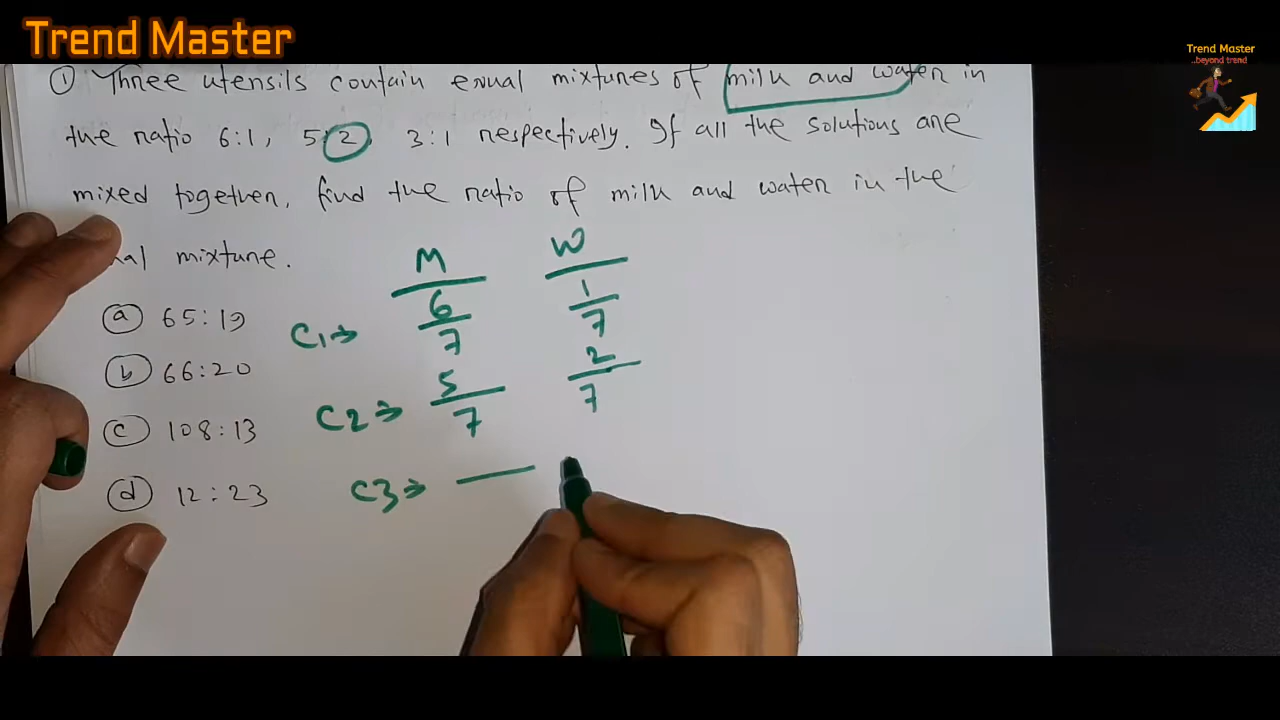 Trend Master
Trend Master
..beyond trend
① Three utensils contain equal mixtures of milk and water in
the ratio 6:1, 5:2, 3:1 respectively. If all the solutions are
mixed together, find the ratio of milk and water in the
nal mixture.
M W
ⓐ 65:19
C1⇒ 6/7 1/7
ⓑ 66:20
C2⇒ 5/7 2/7
ⓒ 108:13
C3⇒
ⓓ 12:23